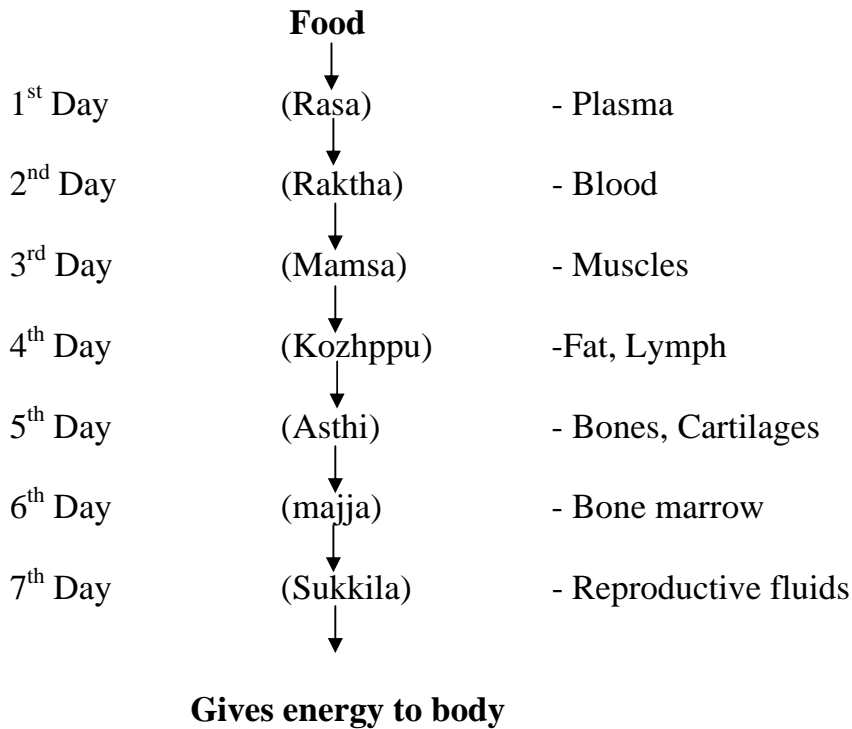 Food
1st Day (Rasa) - Plasma
2nd Day (Raktha) - Blood
3rd Day (Mamsa) - Muscles
4th Day (Kozhppu) -Fat, Lymph
5th Day (Asthi) - Bones, Cartilages
6th Day (majja) - Bone marrow
7th Day (Sukkila) - Reproductive fluids
Gives energy to body